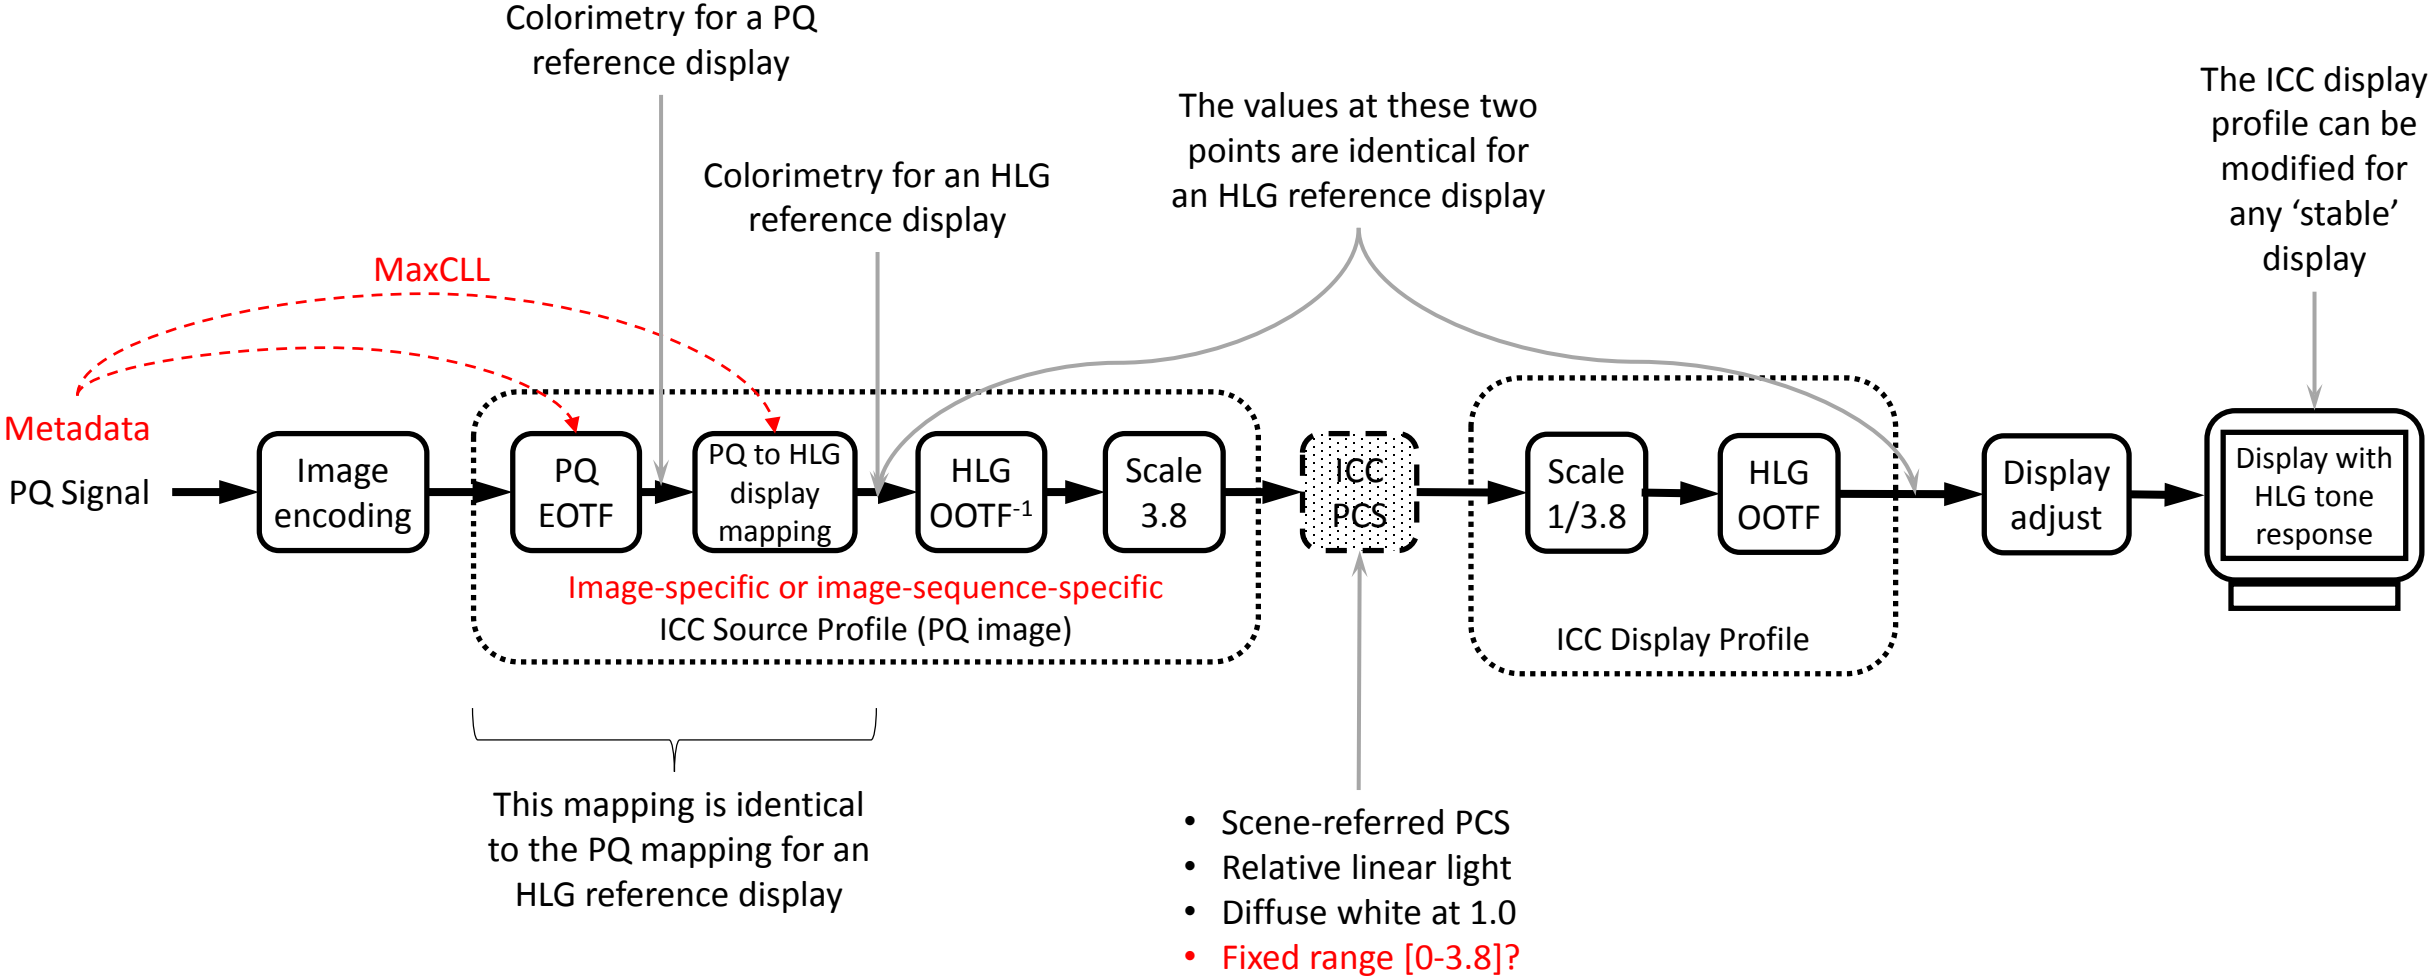 Colorimetry for a PQ
reference display
The values at these two
points are identical for
an HLG reference display
The ICC display
profile can be
modified for
any ‘stable’
display
Colorimetry for an HLG
reference display
MaxCLL
Metadata
PQ Signal
Image
encoding
PQ
EOTF
PQ to HLG
display
mapping
HLG
OOTF-1
Scale
3.8
ICC
PCS
Scale
1/3.8
HLG
OOTF
Display
adjust
Display with
HLG tone
response
Image-specific or image-sequence-specific
ICC Source Profile (PQ image)
ICC Display Profile
This mapping is identical
to the PQ mapping for an
HLG reference display
• Scene-referred PCS
• Relative linear light
• Diffuse white at 1.0
• Fixed range [0-3.8]?